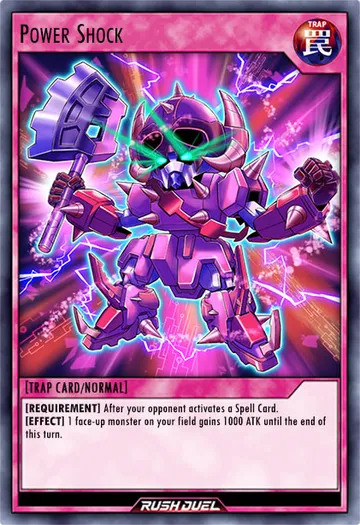 POWER SHOCK
TRAP
罠
[TRAP CARD/NORMAL]
[REQUIREMENT] After your opponent activates a Spell Card.
[EFFECT] 1 face-up monster on your field gains 1000 ATK until the end
of this turn.
RUSH DUEL